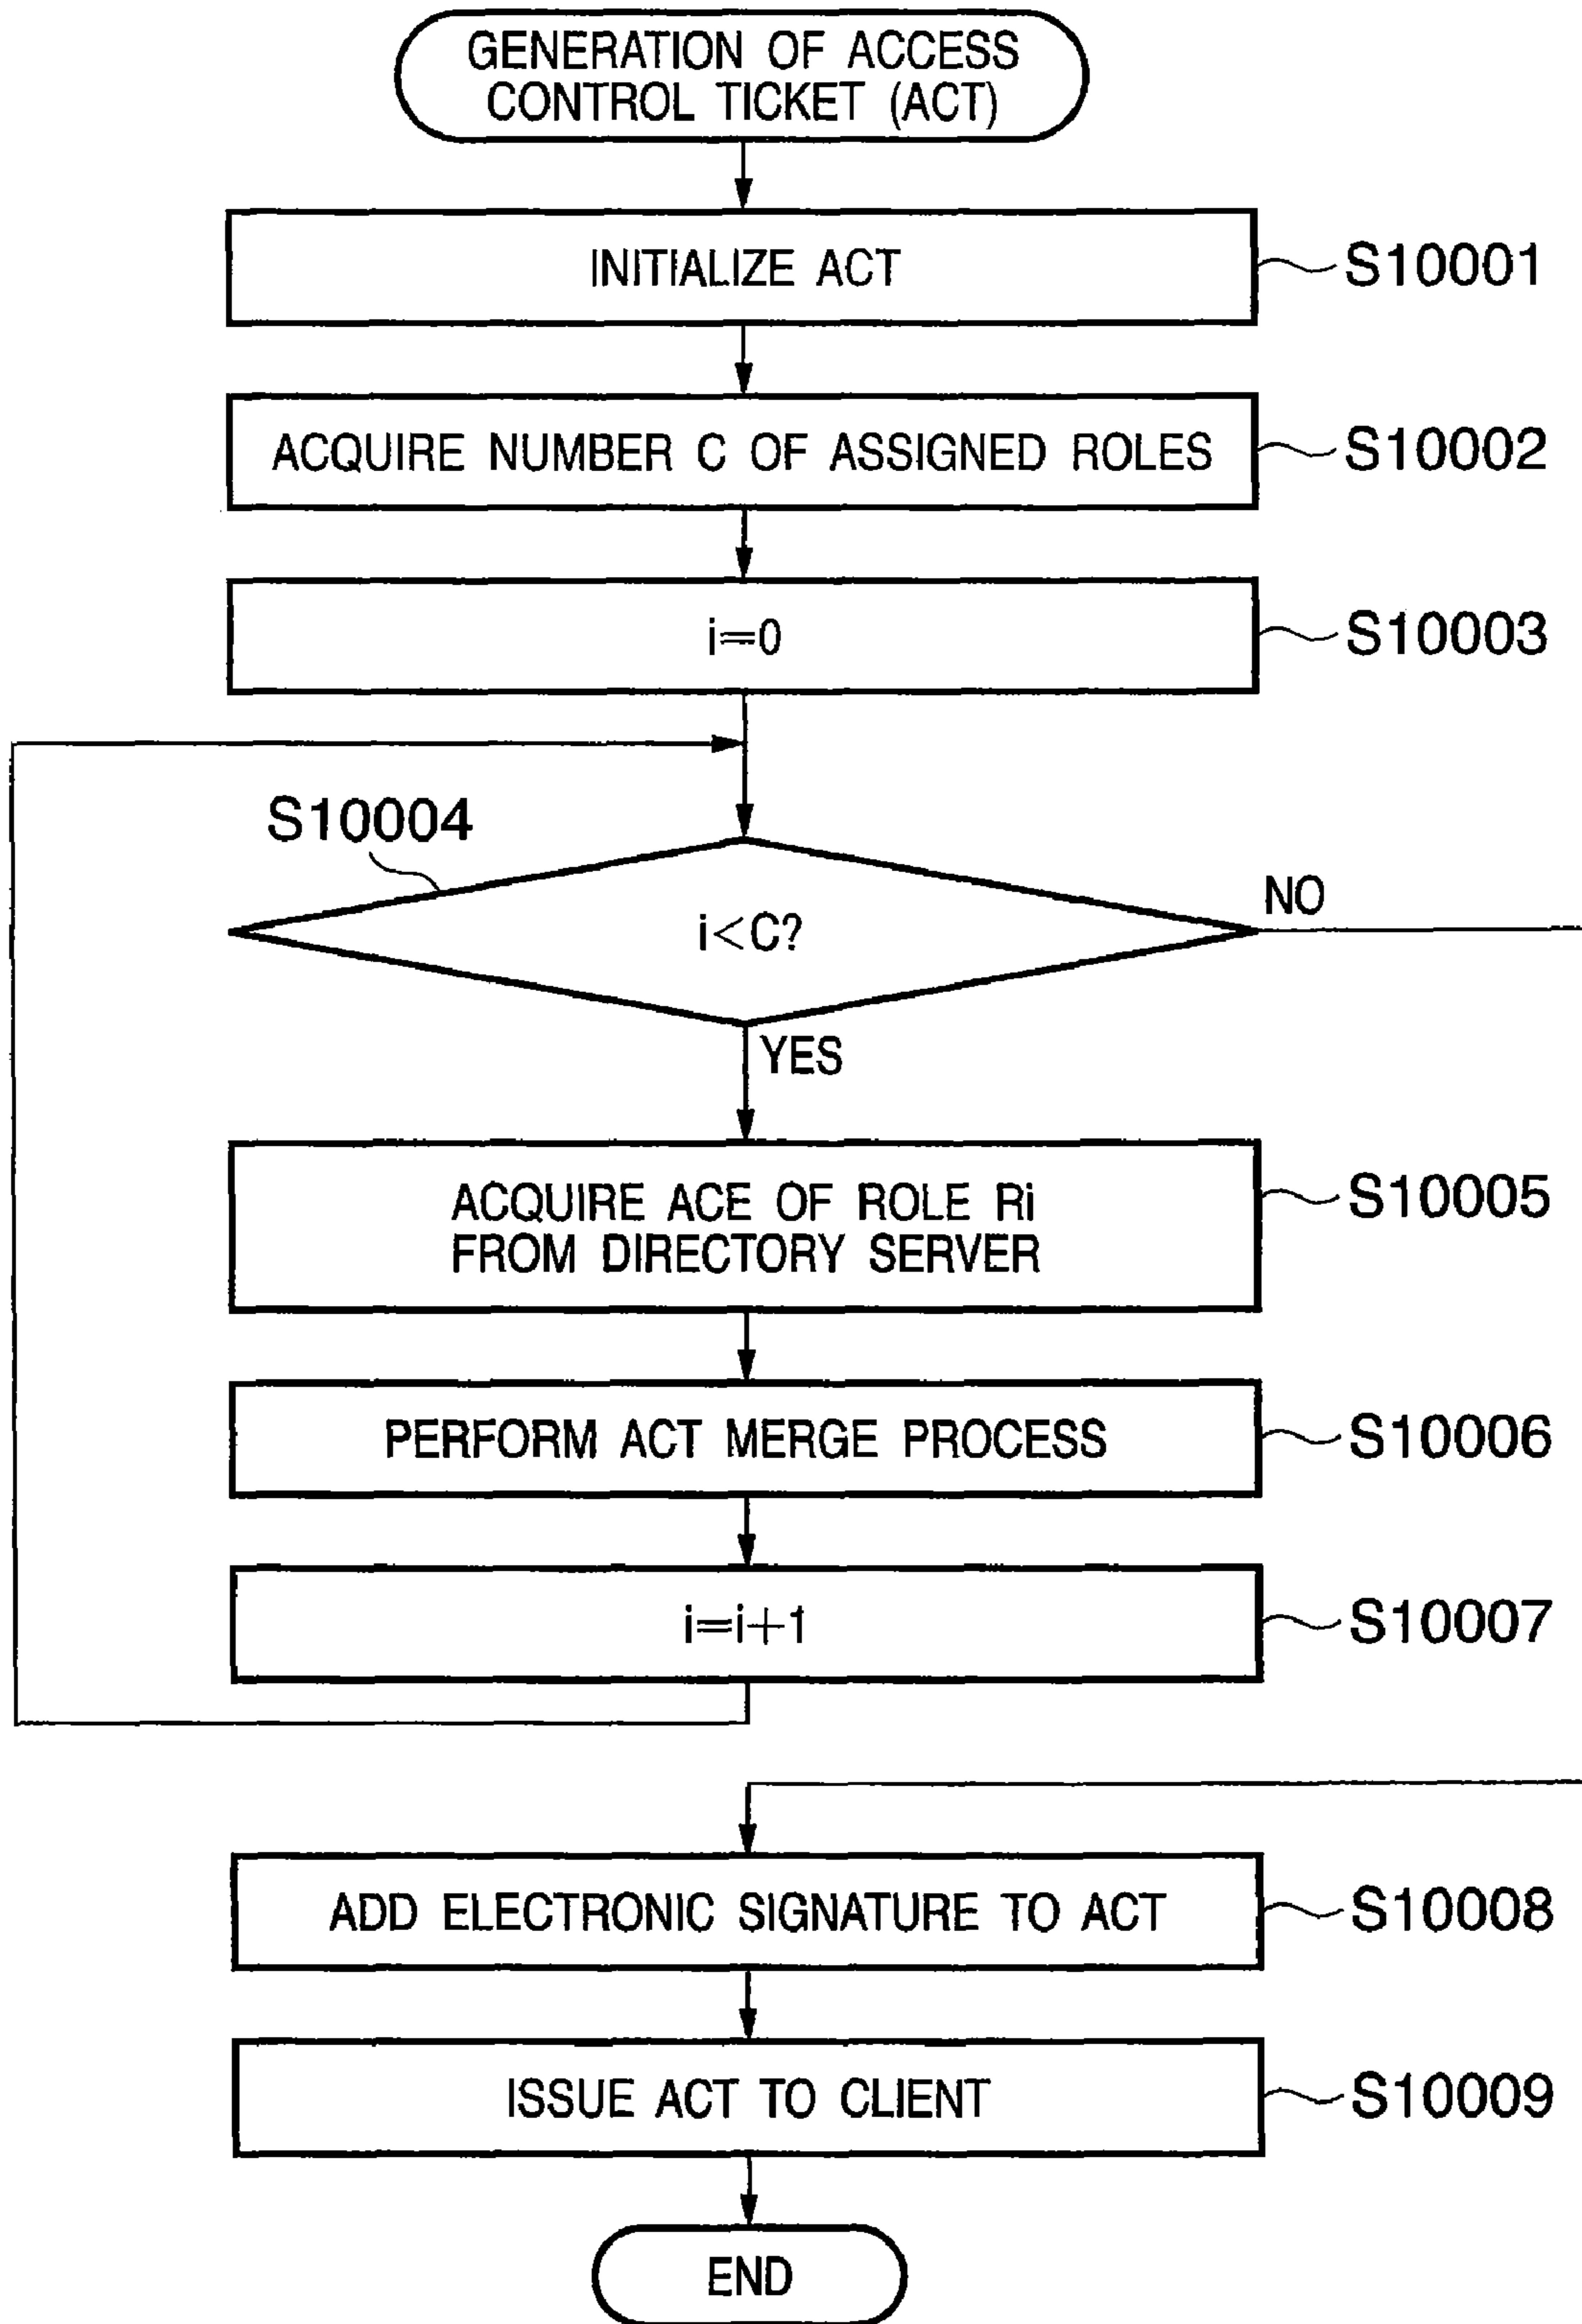 GENERATION OF ACCESS
CONTROL TICKET (ACT)
INITIALIZE ACT
S10001
ACQUIRE NUMBER C OF ASSIGNED ROLES
S10002
i=0
S10003
S10004
i<C?
NO
YES
ACQUIRE ACE OF ROLE Ri
FROM DIRECTORY SERVER
S10005
PERFORM ACT MERGE PROCESS
S10006
i=i+1
S10007
ADD ELECTRONIC SIGNATURE TO ACT
S10008
ISSUE ACT TO CLIENT
S10009
END